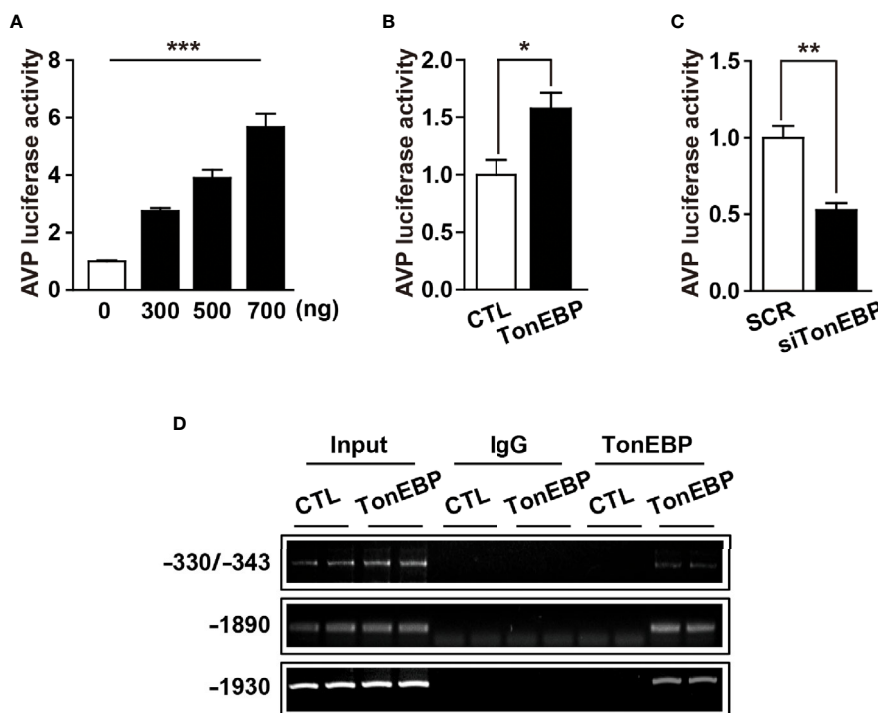 A
AVP luciferase activity
8
6
4
2
0
***
0 300 500 700 (ng)
B
AVP luciferase activity
2.0
1.5
1.0
0.5
0.0
*
CTL TonEBP
C
AVP luciferase activity
1.5
1.0
0.5
0.0
**
SCR siTonEBP
D
Input IgG TonEBP
CTL TonEBP CTL TonEBP CTL TonEBP
-330/-343
-1890
-1930